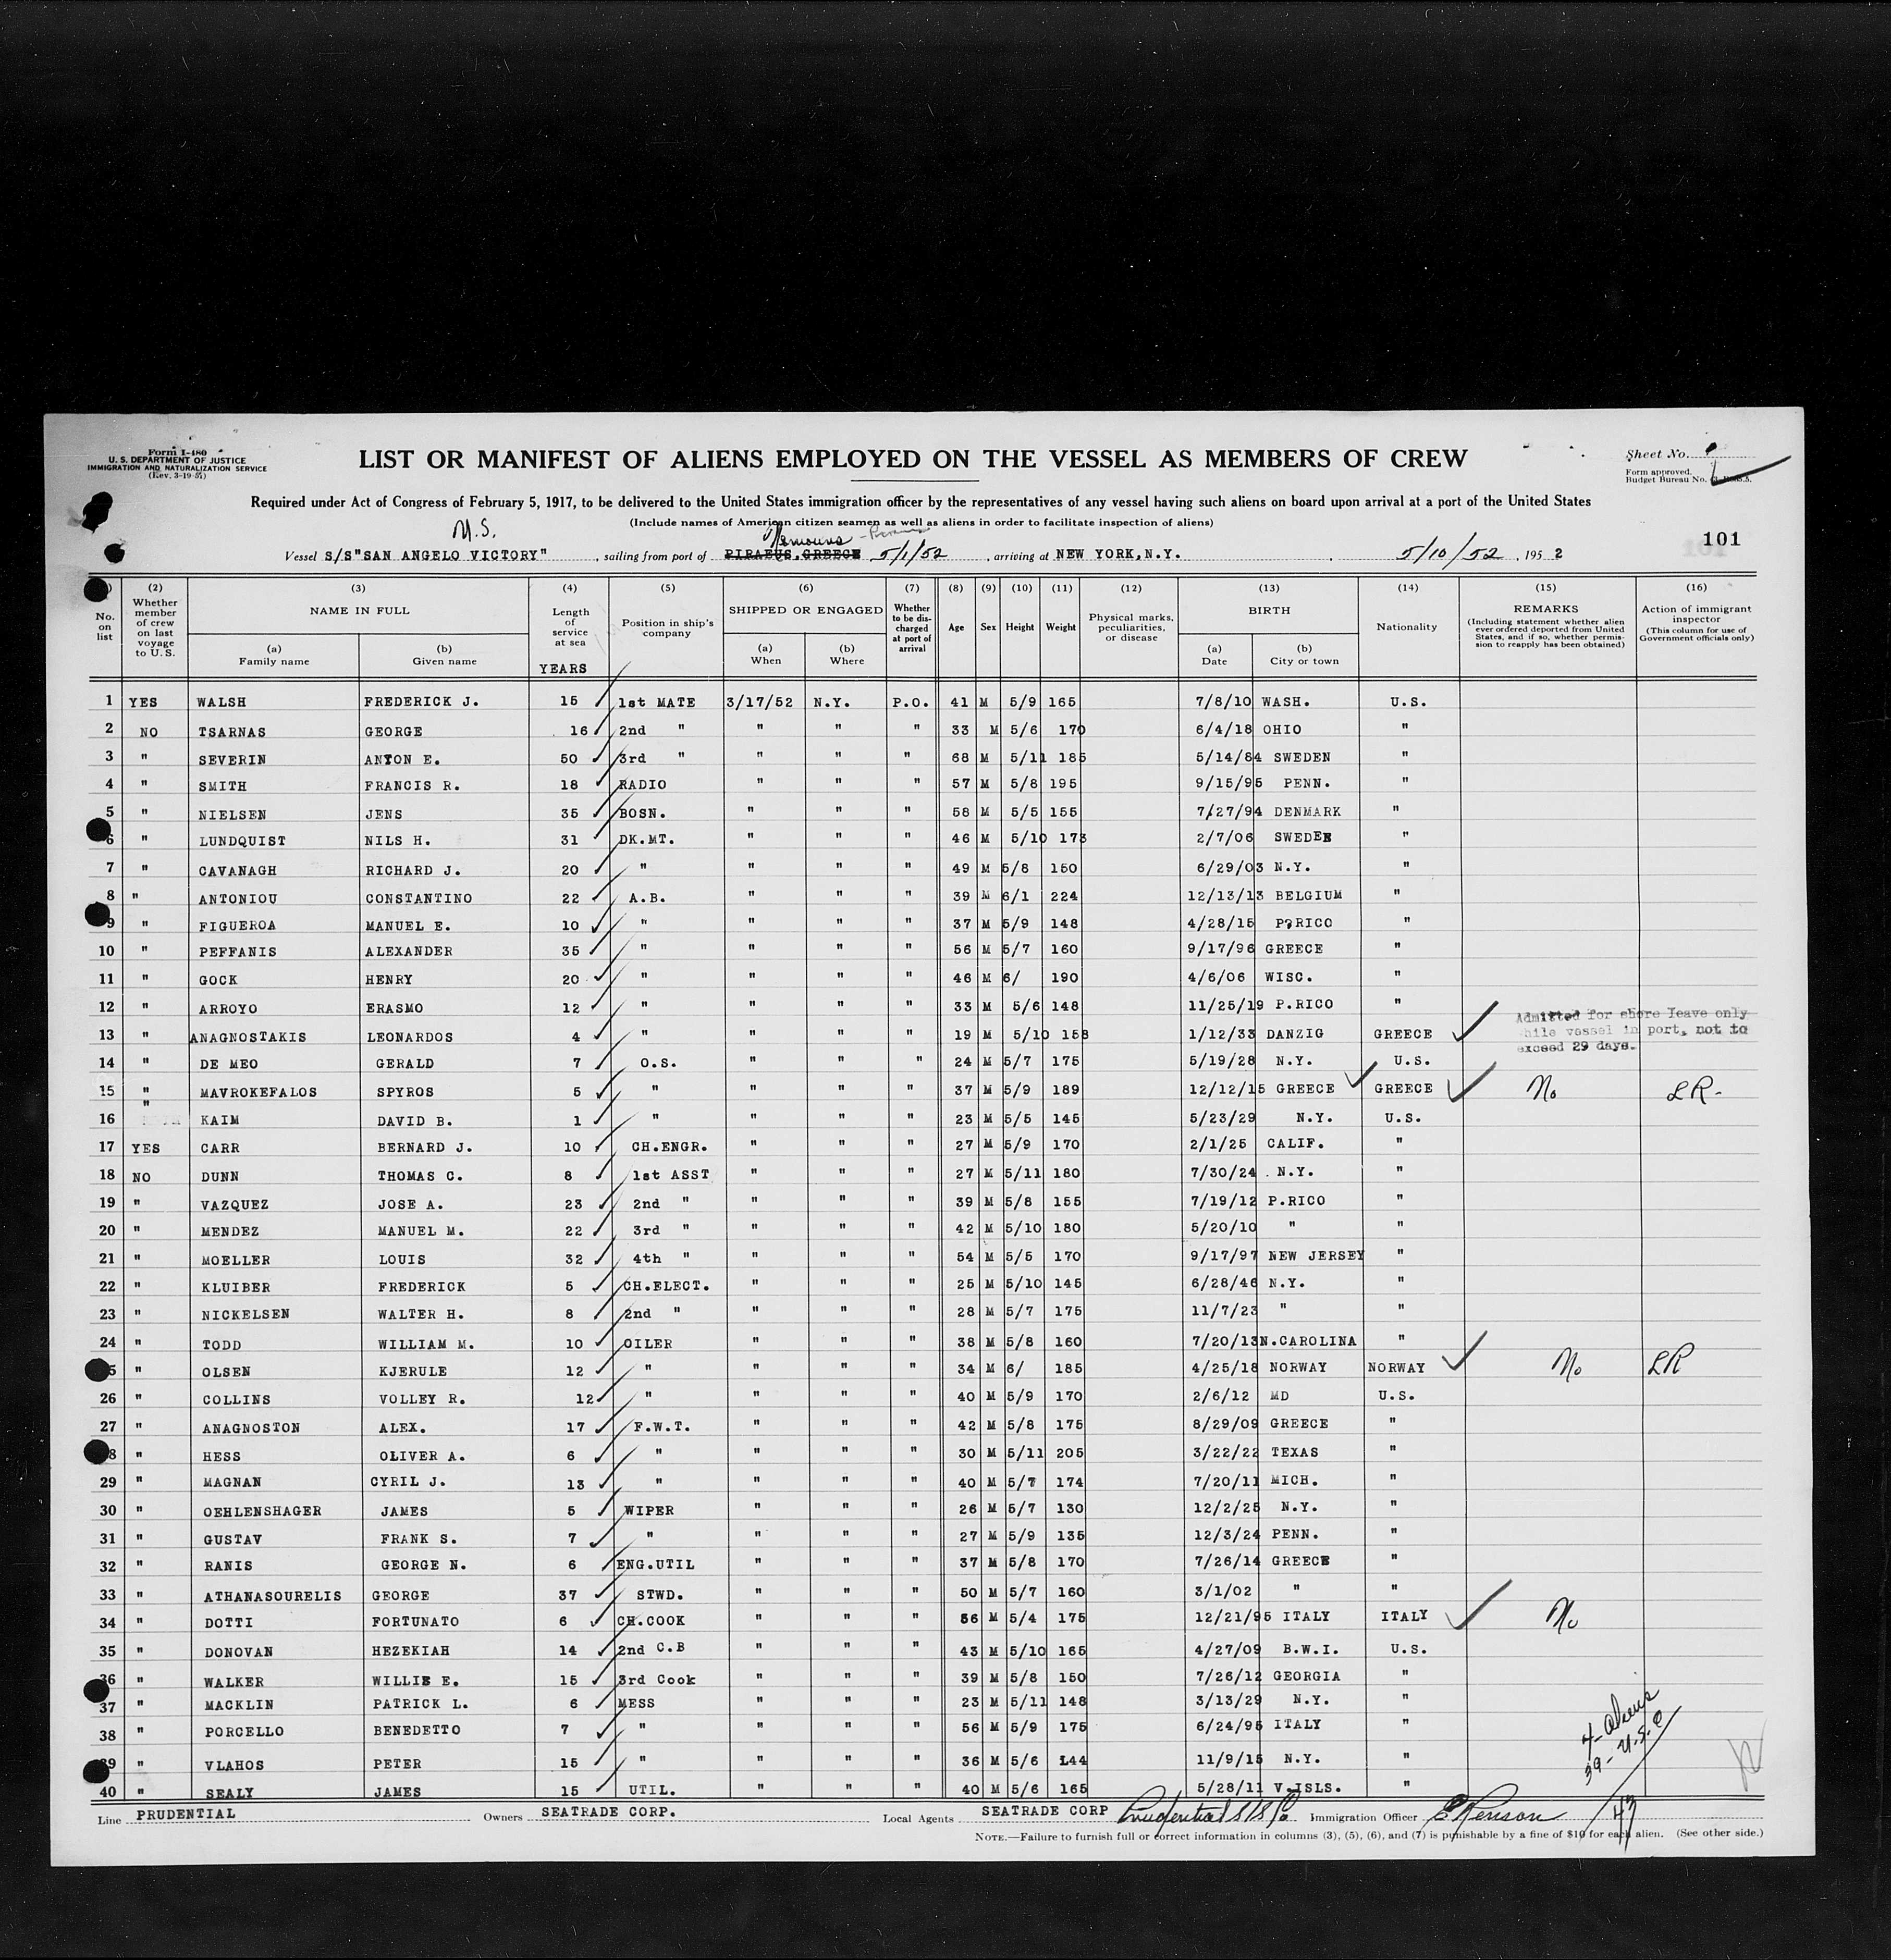 Form I-480
U. S. DEPARTMENT OF JUSTICE
IMMIGRATION AND NATURALIZATION SERVICE
(Rev. 3-19-51)
LIST OR MANIFEST OF ALIENS EMPLOYED ON THE VESSEL AS MEMBERS OF CREW
Sheet No.
Form approved.
Budget Bureau No.
Required under Act of Congress of February 5, 1917, to be delivered to the United States immigration officer by the representatives of any vessel having such aliens on board upon arrival at a port of the United States
(Include names of American citizen seamen as well as aliens in order to facilitate inspection of aliens)
U.S.
101
Vessel S/S"SAN ANGELO VICTORY" , sailing from port of PIRAEUS,GREECE 5/1/52 , arriving at NEW YORK,N.Y. 5/10/52 , 195 2
(2) (3) (4) (5) (6) (7) (8) (9) (10) (11) (12) (13) (14) (15) (16)
No. on list Whether member of crew on last voyage to U.S. NAME IN FULL Length of service at sea Position in ship's company SHIPPED OR ENGAGED Whether to be discharged at port of arrival Age Sex Height Weight Physical marks, peculiarities, or disease BIRTH Nationality REMARKS (Including statement whether alien ever ordered deported from United States, and if so, whether permission to reapply has been obtained) Action of immigrant inspector (This column for use of Government officials only)
(a) Family name (b) Given name YEARS (a) When (b) Where (a) Date (b) City or town
1 YES WALSH FREDERICK J. 15 1st MATE 3/17/52 N.Y. P.O. 41 M 5/9 165 7/8/10 WASH. U.S.
2 NO TSARNAS GEORGE 16 2nd " " " " 33 M 5/6 170 6/4/18 OHIO "
3 " SEVERIN ANTON E. 50 3rd " " " " 68 M 5/11 185 5/14/84 SWEDEN "
4 " SMITH FRANCIS R. 18 RADIO " " " 57 M 5/8 195 9/15/95 PENN. "
5 " NIELSEN JENS 35 BOSN. " " " 58 M 5/5 155 7/27/94 DENMARK "
6 " LUNDQUIST NILS H. 31 DK.MT. " " " 46 M 5/10 173 2/7/06 SWEDEN "
7 " CAVANAGH RICHARD J. 20 " " " " 49 M 5/8 150 6/29/03 N.Y. "
8 " ANTONIOU CONSTANTINO 22 A.B. " " " 39 M 6/1 224 12/13/13 BELGIUM "
9 " FIGUEROA MANUEL E. 10 " " " " 37 M 5/9 148 4/28/15 P,RICO "
10 " PEFFANIS ALEXANDER 35 " " " " 56 M 5/7 160 9/17/96 GREECE "
11 " GOCK HENRY 20 " " " " 46 M 6/ 190 4/6/06 WISC. "
12 " ARROYO ERASMO 12 " " " " 33 M 5/6 148 11/25/19 P.RICO "
13 " ANAGNOSTAKIS LEONARDOS 4 " " " " 19 M 5/10 158 1/12/33 DANZIG GREECE Admitted for shore leave only while vessel in port, not to exceed 29 days.
14 " DE MEO GERALD 7 O.S. " " " 24 M 5/7 175 5/19/28 N.Y. U.S.
15 " MAVROKEFALOS SPYROS 5 " " " " 37 M 5/9 189 12/12/15 GREECE GREECE No LR-
16 " KAIM DAVID B. 1 " " " " 23 M 5/5 145 5/23/29 N.Y. U.S.
17 YES CARR BERNARD J. 10 CH.ENGR. " " " 27 M 5/9 170 2/1/25 CALIF. "
18 NO DUNN THOMAS C. 8 1st ASST " " " 27 M 5/11 180 7/30/24 N.Y. "
19 " VAZQUEZ JOSE A. 23 2nd " " " " 39 M 5/8 155 7/19/12 P.RICO "
20 " MENDEZ MANUEL M. 22 3rd " " " " 42 M 5/10 180 5/20/10 " "
21 " MOELLER LOUIS 32 4th " " " " 54 M 5/5 170 9/17/97 NEW JERSEY "
22 " KLUIBER FREDERICK 5 CH.ELECT. " " " 25 M 5/10 145 6/28/46 N.Y. "
23 " NICKELSEN WALTER H. 8 2nd " " " " 28 M 5/7 175 11/7/23 " "
24 " TODD WILLIAM M. 10 OILER " " " 38 M 5/8 160 7/20/13 N.CAROLINA "
25 " OLSEN KJERULE 12 " " " " 34 M 6/ 185 4/25/18 NORWAY NORWAY No LR
26 " COLLINS VOLLEY R. 12 " " " " 40 M 5/9 170 2/6/12 MD U.S.
27 " ANAGNOSTON ALEX. 17 F.W.T. " " " 42 M 5/8 175 8/29/09 GREECE "
28 " HESS OLIVER A. 6 " " " " 30 M 5/11 205 3/22/22 TEXAS "
29 " MAGNAN CYRIL J. 13 " " " " 40 M 5/7 174 7/20/11 MICH. "
30 " OEHLENSHAGER JAMES 5 WIPER " " " 26 M 5/7 130 12/2/25 N.Y. "
31 " GUSTAV FRANK S. 7 " " " " 27 M 5/9 135 12/3/24 PENN. "
32 " RANIS GEORGE N. 6 ENG.UTIL " " " 37 M 5/8 170 7/26/14 GREECE "
33 " ATHANASOURELIS GEORGE 37 STWD. " " " 50 M 5/7 160 3/1/02 " "
34 " DOTTI FORTUNATO 6 CH.COOK " " " 56 M 5/4 175 12/21/95 ITALY ITALY No
35 " DONOVAN HEZEKIAH 14 2nd C.B " " " 43 M 5/10 165 4/27/09 B.W.I. U.S.
36 " WALKER WILLIE E. 15 3rd Cook " " " 39 M 5/8 150 7/26/12 GEORGIA "
37 " MACKLIN PATRICK L. 6 MESS " " " 23 M 5/11 148 3/13/29 N.Y. "
38 " PORCELLO BENEDETTO 7 " " " " 56 M 5/9 175 6/24/95 ITALY "
39 " VLAHOS PETER 15 " " " " 36 M 5/6 144 11/9/15 N.Y. "
40 " SEALY JAMES 15 UTIL. " " " 40 M 5/6 165 5/28/11 V.ISLS. "
4 - Aliens
39 - U.S.C
43
Line PRUDENTIAL Owners SEATRADE CORP. Local Agents SEATRADE CORP Prudential S/S Co Immigration Officer
NOTE.—Failure to furnish full or correct information in columns (3), (5), (6), and (7) is punishable by a fine of $10 for each alien. (See other side.)